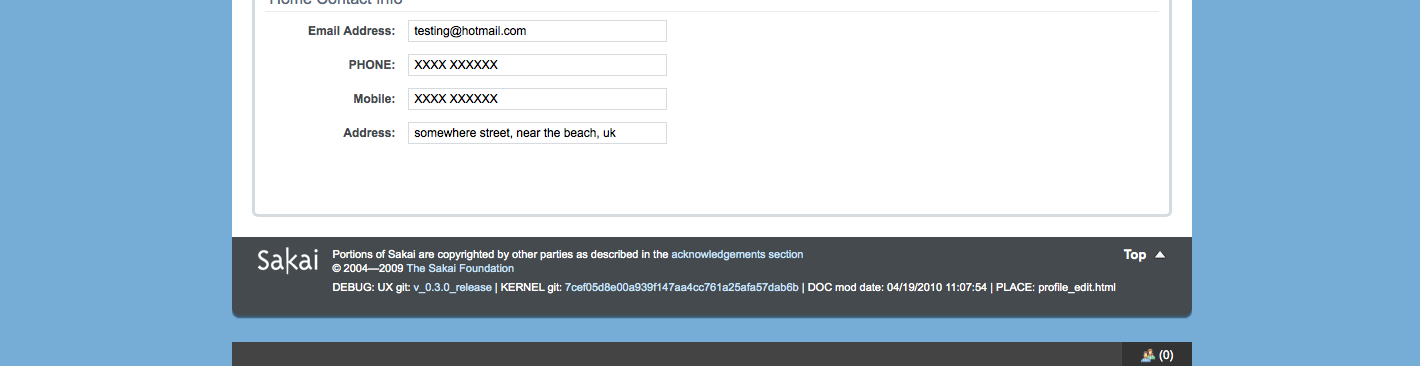 Home Contact Info
Email Address: testing@hotmail.com
PHONE: XXXX XXXXXX
Mobile: XXXX XXXXXX
Address: somewhere street, near the beach, uk
Sakai
Portions of Sakai are copyrighted by other parties as described in the acknowledgements section
© 2004—2009 The Sakai Foundation
Top
DEBUG: UX git: v_0.3.0_release | KERNEL git: 7cef05d8e00a939f147aa4cc761a25afa57dab6b | DOC mod date: 04/19/2010 11:07:54 | PLACE: profile_edit.html
(0)